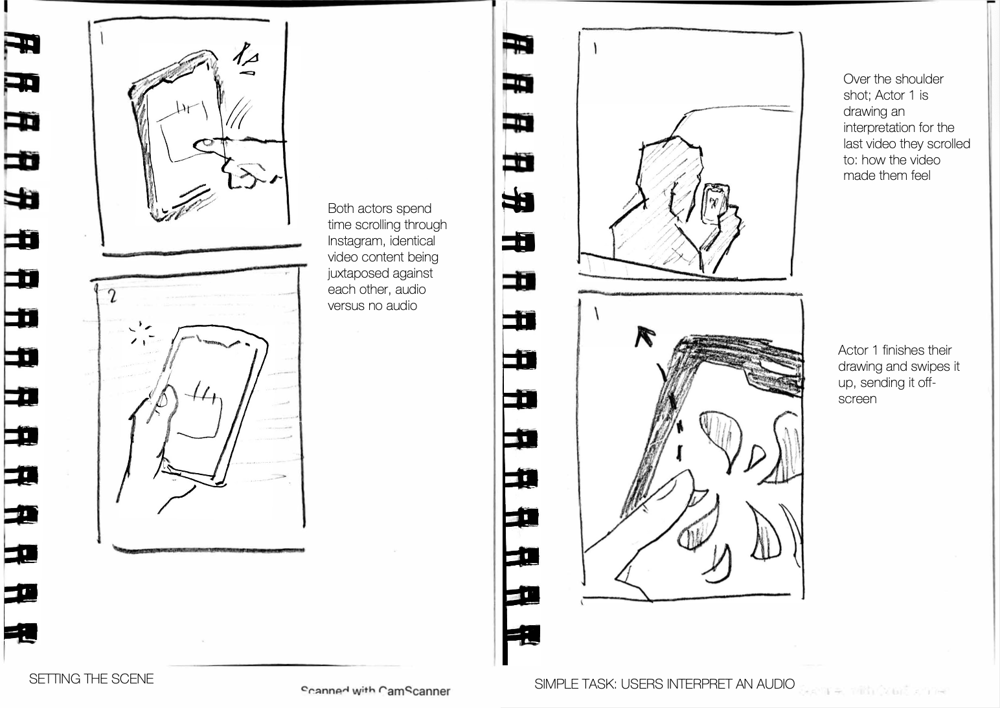 1
Both actors spend
time scrolling through
Instagram, identical
video content being
juxtaposed against
each other, audio
versus no audio
2
SETTING THE SCENE
Scanned with CamScanner
1
Over the shoulder
shot; Actor 1 is
drawing an
interpretation for the
last video they scrolled
to: how the video
made them feel
1
Actor 1 finishes their
drawing and swipes it
up, sending it off-
screen
SIMPLE TASK: USERS INTERPRET AN AUDIO